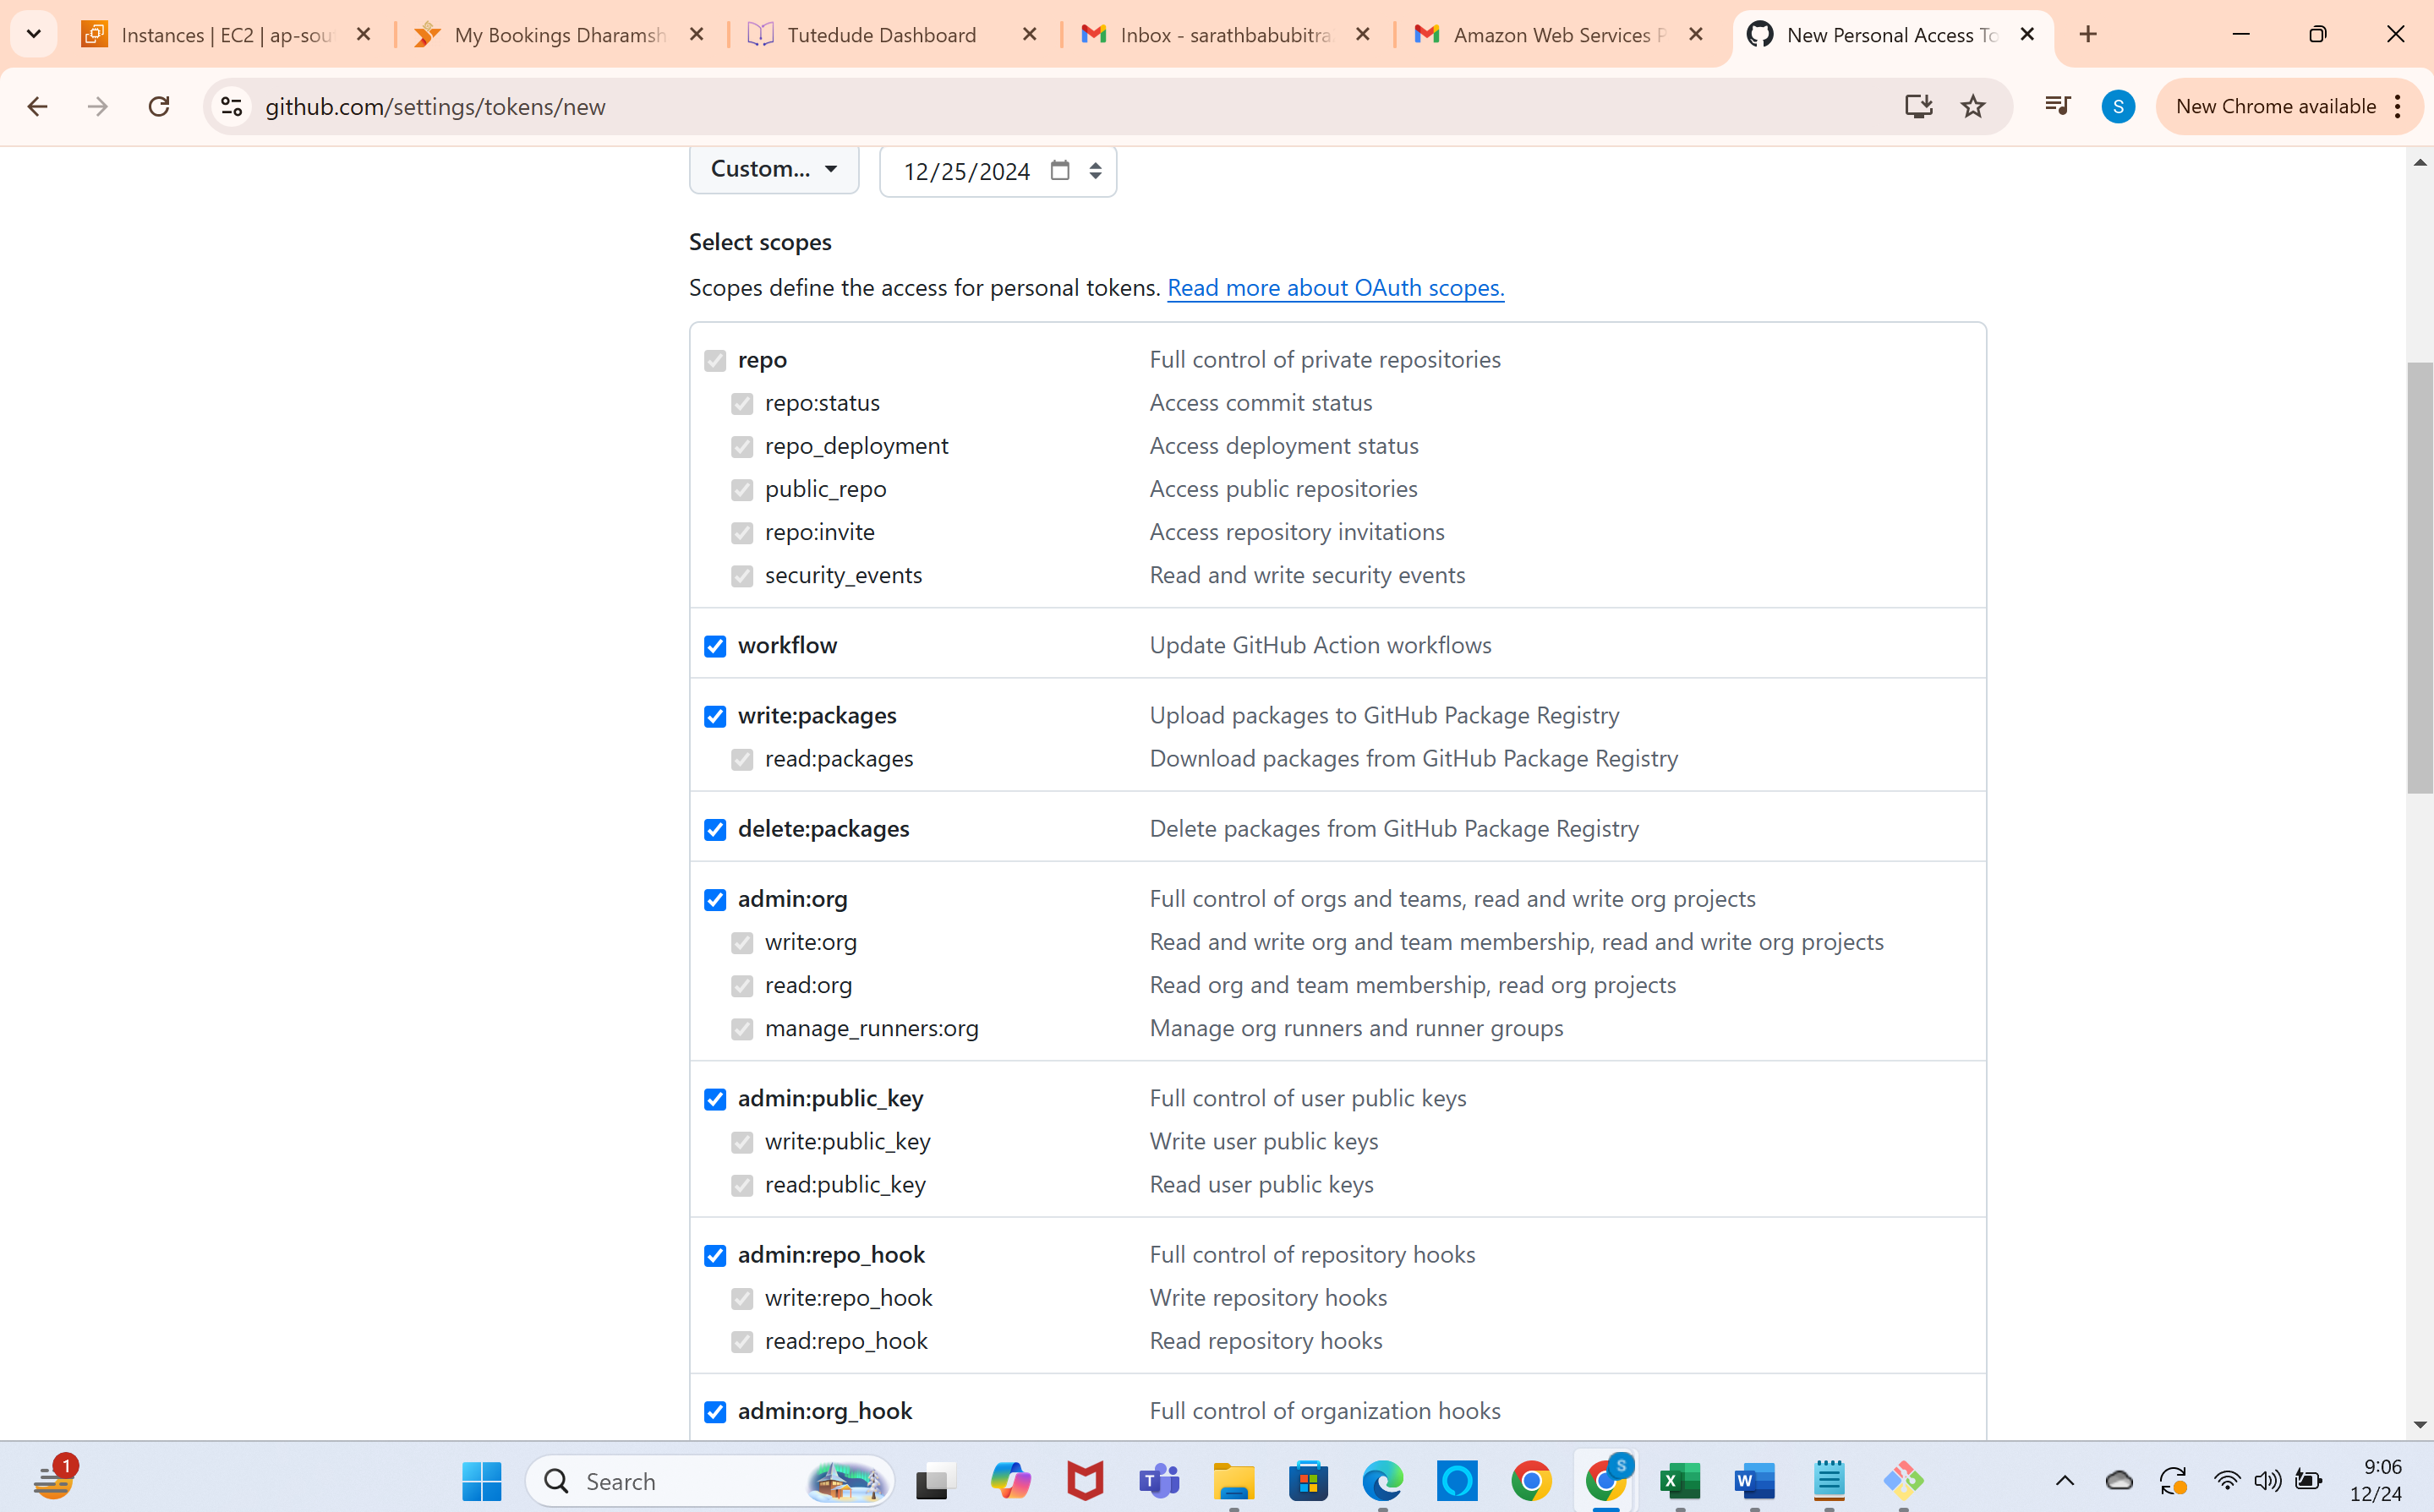 Instances | EC2 | ap-sou
My Bookings Dharamsh
Tutedude Dashboard
Inbox - sarathbabubitra
Amazon Web Services P
New Personal Access To
github.com/settings/tokens/new
S
New Chrome available
Custom...
12/25/2024
Select scopes
Scopes define the access for personal tokens. Read more about OAuth scopes.
repo Full control of private repositories
repo:status Access commit status
repo_deployment Access deployment status
public_repo Access public repositories
repo:invite Access repository invitations
security_events Read and write security events
workflow Update GitHub Action workflows
write:packages Upload packages to GitHub Package Registry
read:packages Download packages from GitHub Package Registry
delete:packages Delete packages from GitHub Package Registry
admin:org Full control of orgs and teams, read and write org projects
write:org Read and write org and team membership, read and write org projects
read:org Read org and team membership, read org projects
manage_runners:org Manage org runners and runner groups
admin:public_key Full control of user public keys
write:public_key Write user public keys
read:public_key Read user public keys
admin:repo_hook Full control of repository hooks
write:repo_hook Write repository hooks
read:repo_hook Read repository hooks
admin:org_hook Full control of organization hooks
1
Search
T
S
X
W
9:06
12/24